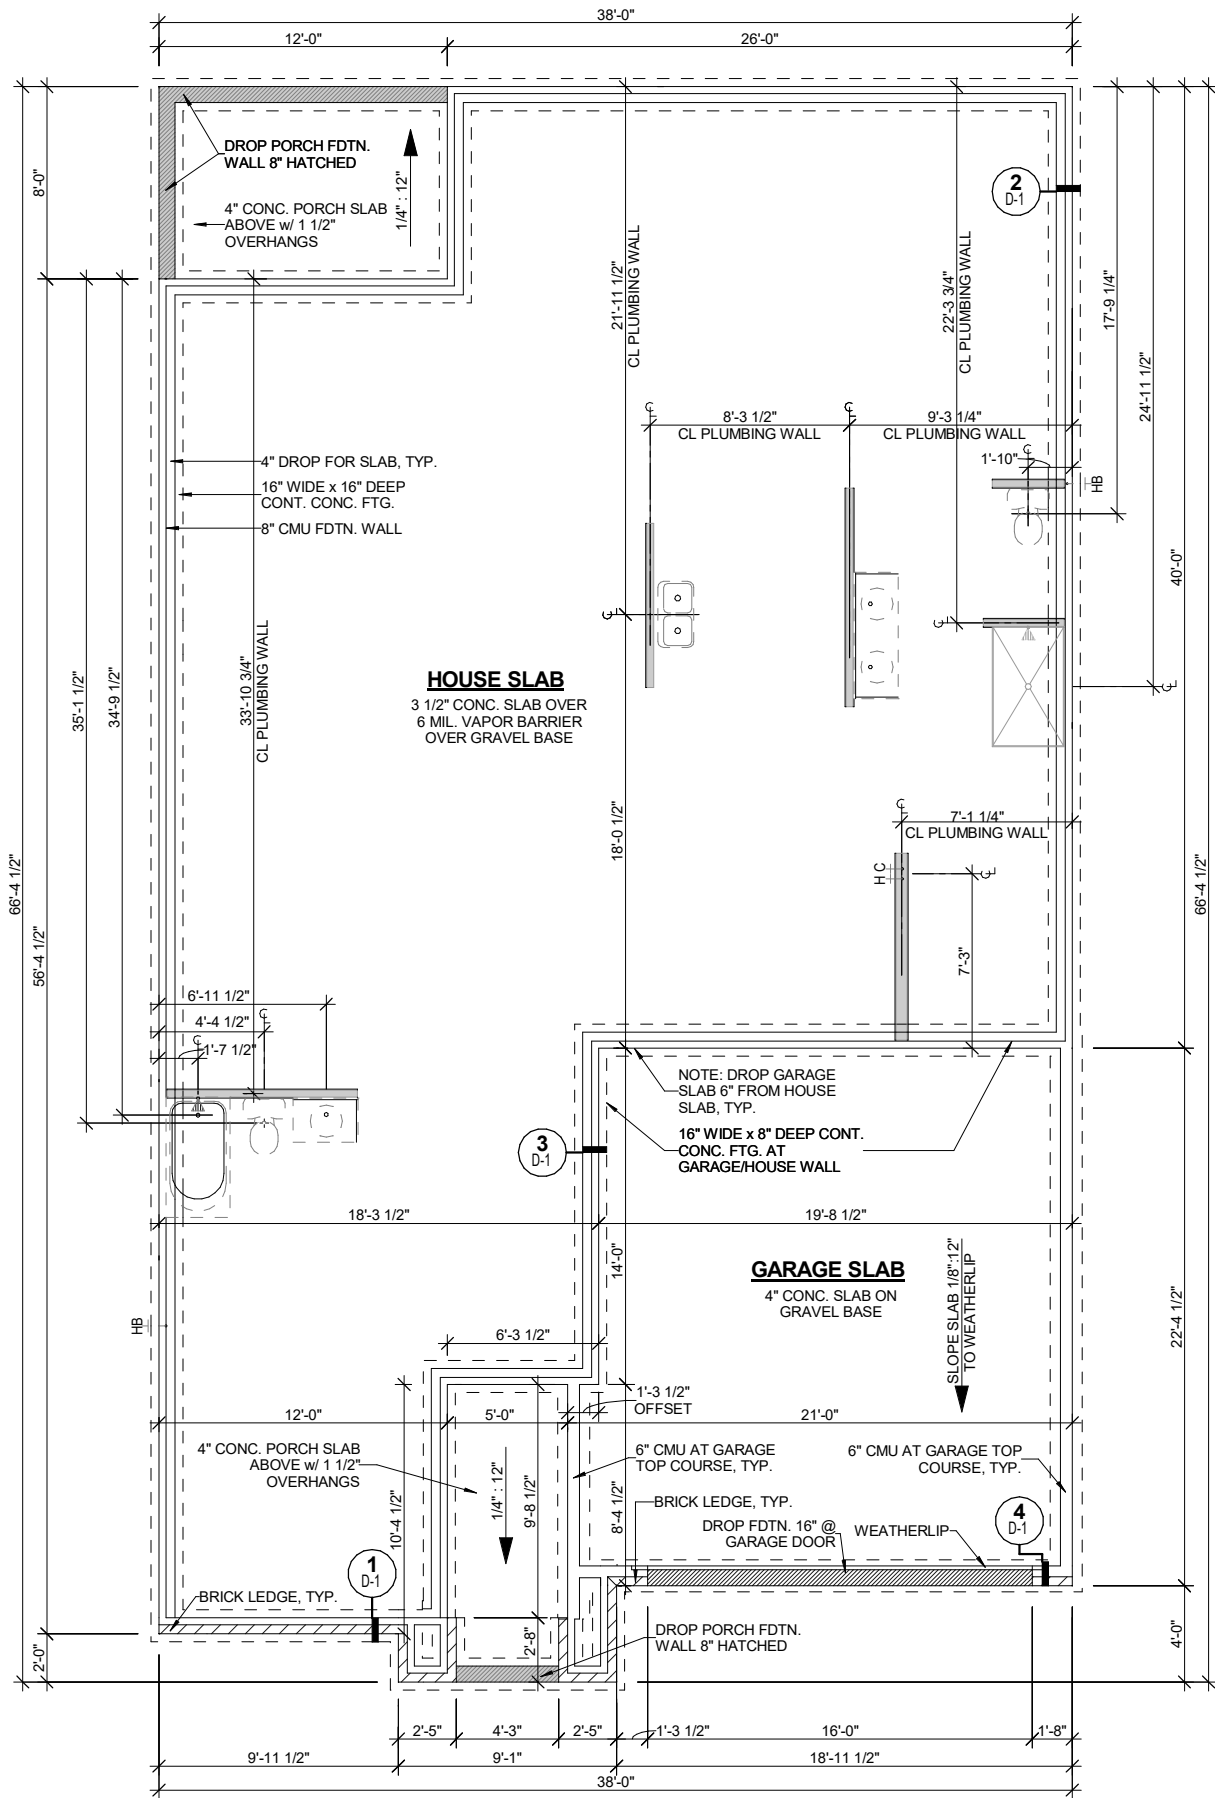 38'-0"
12'-0"
26'-0"
DROP PORCH FDTN.
WALL 8" HATCHED
4" CONC. PORCH SLAB
ABOVE w/ 1 1/2"
OVERHANGS
1/4" : 12"
8'-0"
2
D-1
21'-11 1/2"
CL PLUMBING WALL
22'-3 3/4"
CL PLUMBING WALL
17'-9 1/4"
24'-11 1/2"
40'-0"
8'-3 1/2"
CL PLUMBING WALL
9'-3 1/4"
CL PLUMBING WALL
1'-10"
HB
4" DROP FOR SLAB, TYP.
16" WIDE x 16" DEEP
CONT. CONC. FTG.
8" CMU FDTN. WALL
35'-1 1/2"
34'-9 1/2"
33'-10 3/4"
CL PLUMBING WALL
HOUSE SLAB
3 1/2" CONC. SLAB OVER
6 MIL. VAPOR BARRIER
OVER GRAVEL BASE
18'-0 1/2"
7'-1 1/4"
CL PLUMBING WALL
H C
7'-3"
66'-4 1/2"
56'-4 1/2"
66'-4 1/2"
6'-11 1/2"
4'-4 1/2"
1'-7 1/2"
NOTE: DROP GARAGE
SLAB 6" FROM HOUSE
SLAB, TYP.
16" WIDE x 8" DEEP CONT.
CONC. FTG. AT
GARAGE/HOUSE WALL
3
D-1
18'-3 1/2"
19'-8 1/2"
14'-0"
GARAGE SLAB
4" CONC. SLAB ON
GRAVEL BASE
SLOPE SLAB 1/8":12"
TO WEATHERLIP
22'-4 1/2"
HB
6'-3 1/2"
1'-3 1/2"
OFFSET
12'-0"
5'-0"
21'-0"
4" CONC. PORCH SLAB
ABOVE w/ 1 1/2"
OVERHANGS
10'-4 1/2"
1/4" : 12"
9'-8 1/2"
6" CMU AT GARAGE
TOP COURSE, TYP.
6" CMU AT GARAGE TOP
COURSE, TYP.
8'-4 1/2"
BRICK LEDGE, TYP.
DROP FDTN. 16" @
GARAGE DOOR
WEATHERLIP
4
D-1
1
D-1
BRICK LEDGE, TYP.
2'-0"
2'-8"
DROP PORCH FDTN.
WALL 8" HATCHED
4'-0"
2'-5"
4'-3"
2'-5"
1'-3 1/2"
16'-0"
1'-8"
9'-11 1/2"
9'-1"
18'-11 1/2"
38'-0"